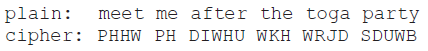 plain: meet me after the toga party
cipher: PHHW PH DIWHU WKH WRJD SDUWB